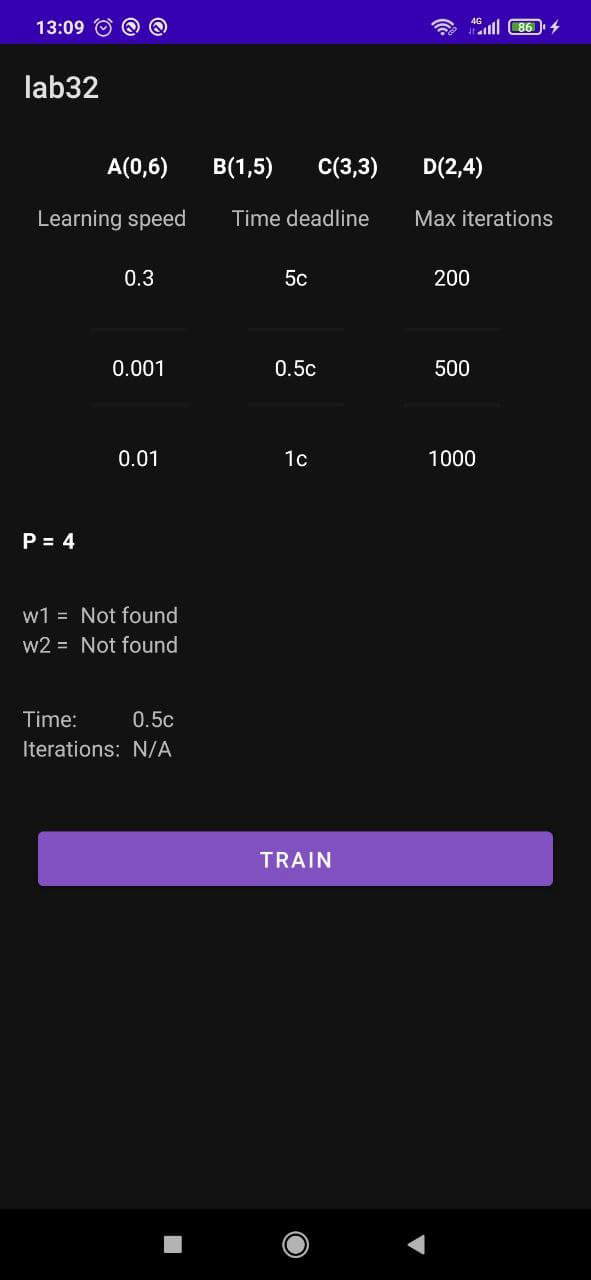 13:09 4G 86
lab32
A(0,6) B(1,5) C(3,3) D(2,4)
Learning speed Time deadline Max iterations
0.3 5c 200
0.001 0.5c 500
0.01 1c 1000
P = 4
w1 = Not found
w2 = Not found
Time: 0.5c
Iterations: N/A
TRAIN